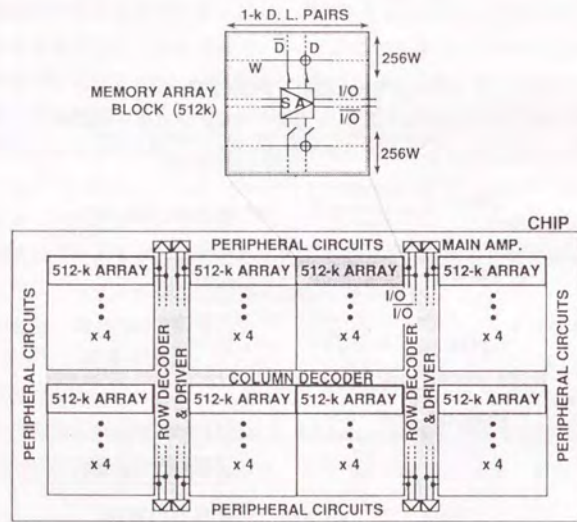 1-k D. L. PAIRS
D̅ D
W
256W
MEMORY ARRAY
BLOCK (512k)
S A
I/O
I̅/̅O̅
256W
CHIP
PERIPHERAL CIRCUITS
MAIN AMP.
512-k ARRAY
512-k ARRAY
512-k ARRAY
512-k ARRAY
I/O
I̅/̅O̅
x 4
x 4
x 4
x 4
PERIPHERAL CIRCUITS
ROW DECODER
& DRIVER
COLUMN DECODER
ROW DECODER
& DRIVER
PERIPHERAL CIRCUITS
512-k ARRAY
512-k ARRAY
512-k ARRAY
512-k ARRAY
x 4
x 4
x 4
x 4
PERIPHERAL CIRCUITS